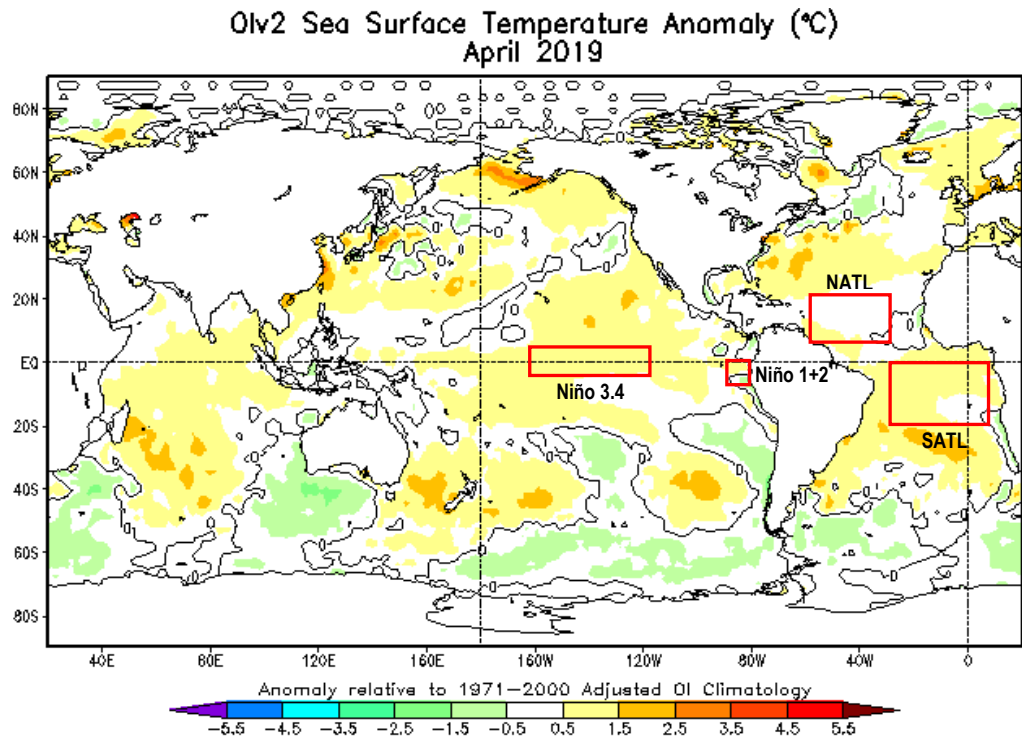 OIv2 Sea Surface Temperature Anomaly (°C)
April 2019
80N
60N
40N
20N
EQ
20S
40S
60S
80S
NATL
Niño 3.4
Niño 1+2
SATL
40E 80E 120E 160E 160W 120W 80W 40W 0
Anomaly relative to 1971-2000 Adjusted OI Climatology
-5.5 -4.5 -3.5 -2.5 -1.5 -0.5 0.5 1.5 2.5 3.5 4.5 5.5